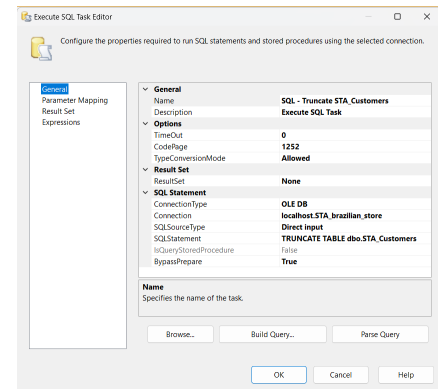 Execute SQL Task Editor
Configure the properties required to run SQL statements and stored procedures using the selected connection.
General
Parameter Mapping
Result Set
Expressions
General
Name SQL - Truncate STA_Customers
Description Execute SQL Task
Options
TimeOut 0
CodePage 1252
TypeConversionMode Allowed
Result Set
ResultSet None
SQL Statement
ConnectionType OLE DB
Connection localhost.STA_brazilian_store
SQLSourceType Direct input
SQLStatement TRUNCATE TABLE dbo.STA_Customers
IsQueryStoredProcedure False
BypassPrepare True
Name
Specifies the name of the task.
Browse... Build Query... Parse Query
OK Cancel Help